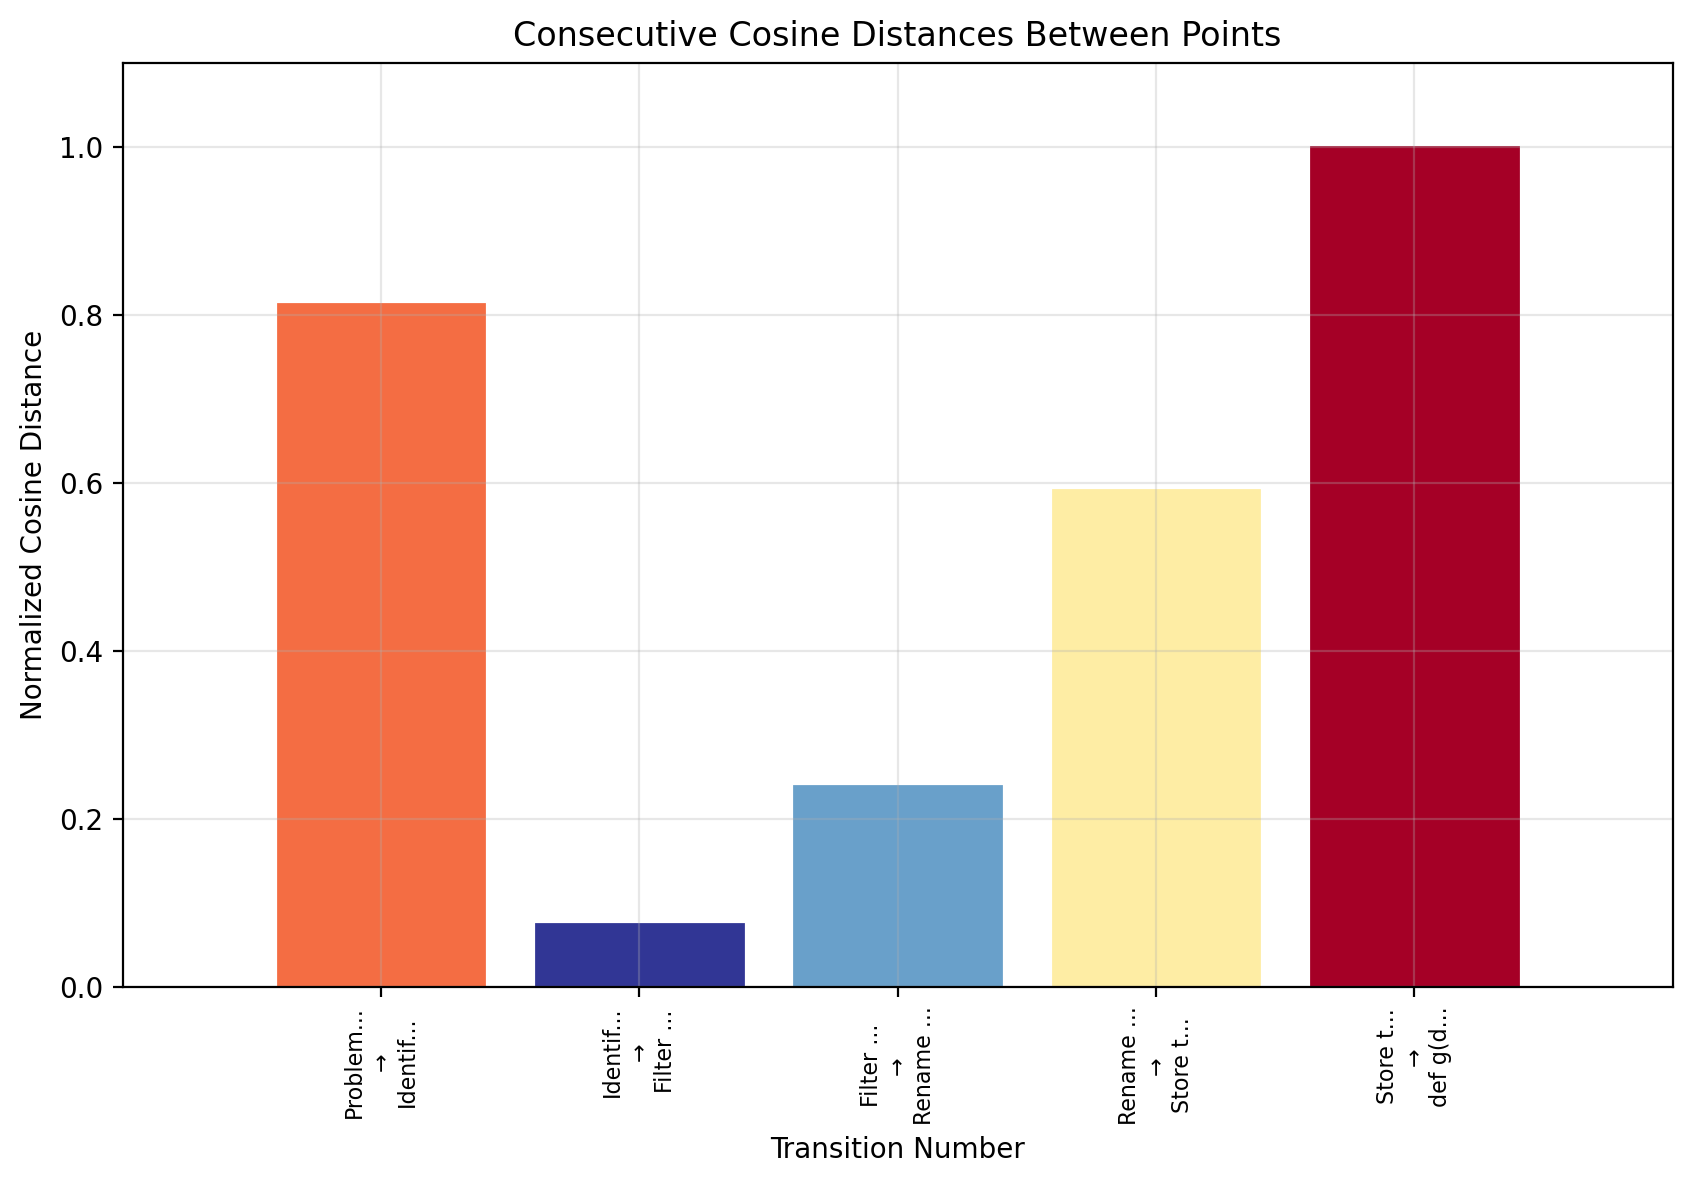 Consecutive Cosine Distances Between Points
Normalized Cosine Distance
1.0
0.8
0.6
0.4
0.2
0.0
Problem...
→
Identif...
Identif...
→
Filter ...
Filter ...
→
Rename ...
Rename ...
→
Store t...
Store t...
→
def g(d...
Transition Number